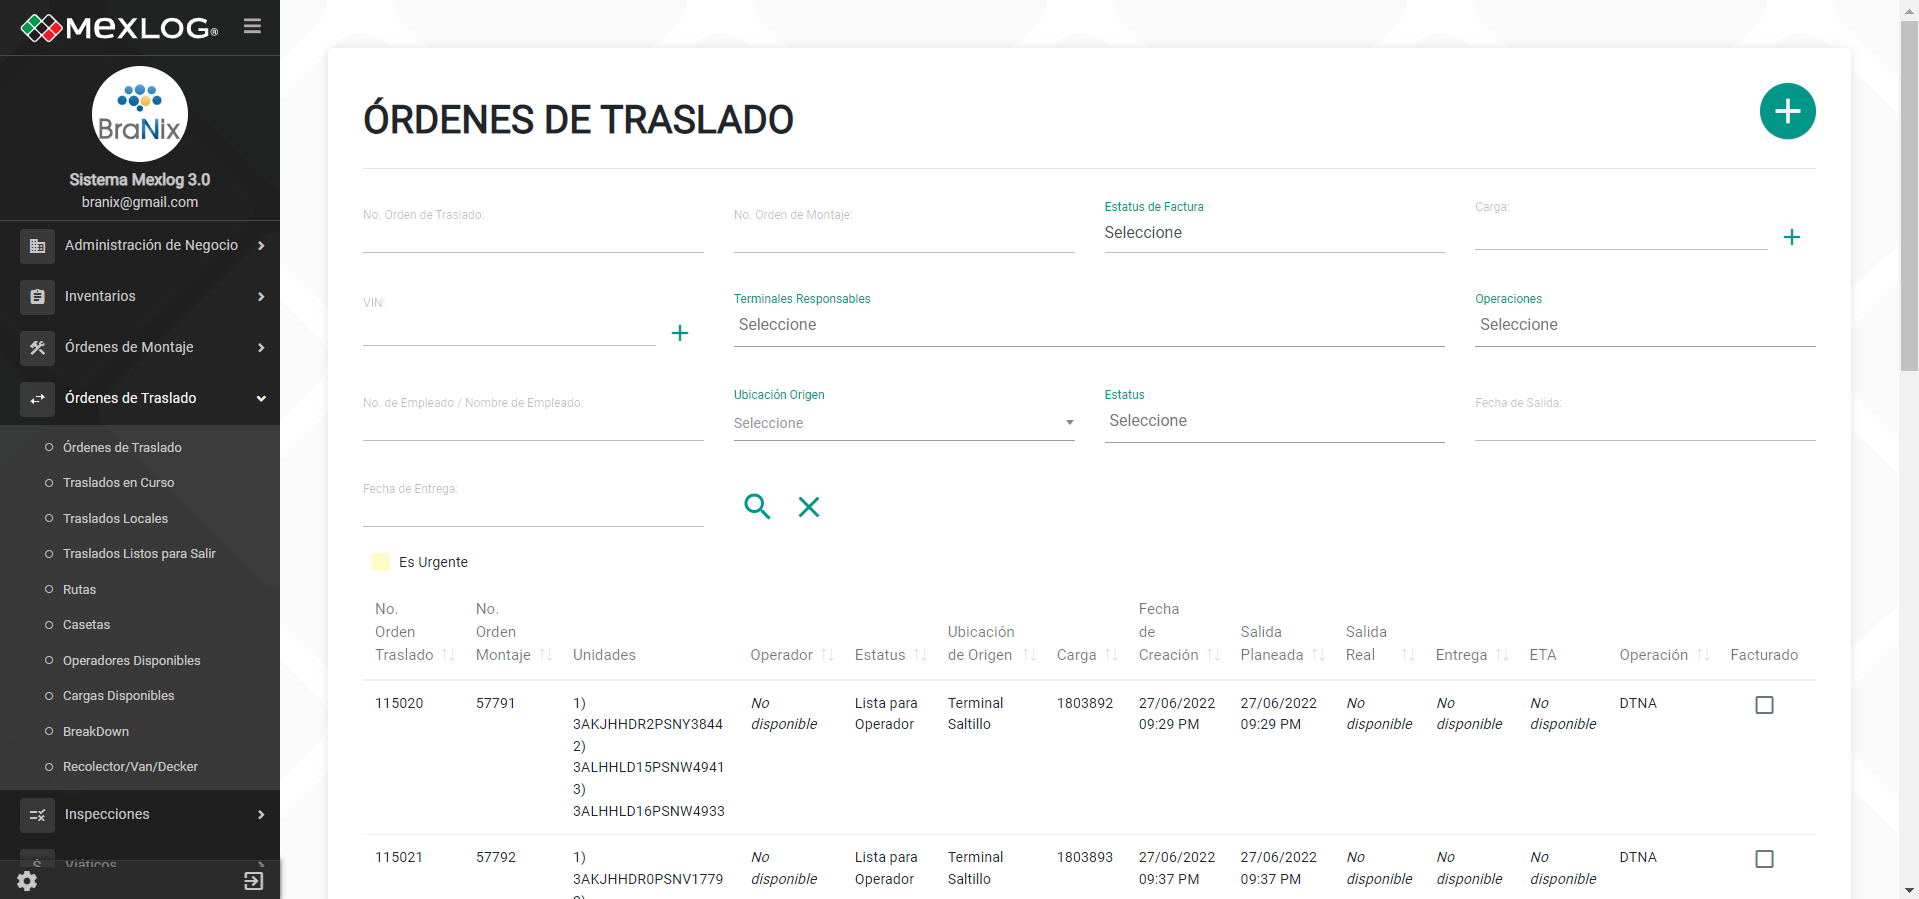 MEXLOG®
BraNix
Sistema Mexlog 3.0
branix@gmail.com
Administración de Negocio
Inventarios
Órdenes de Montaje
Órdenes de Traslado
Órdenes de Traslado
Traslados en Curso
Traslados Locales
Traslados Listos para Salir
Rutas
Casetas
Operadores Disponibles
Cargas Disponibles
BreakDown
Recolector/Van/Decker
Inspecciones
Viáticos
ÓRDENES DE TRASLADO
No. Orden de Traslado:
No. Orden de Montaje:
Estatus de Factura
Seleccione
Carga:
VIN:
Terminales Responsables
Seleccione
Operaciones
Seleccione
No. de Empleado / Nombre de Empleado:
Ubicación Origen
Seleccione
Estatus
Seleccione
Fecha de Salida:
Fecha de Entrega:
Es Urgente
No. Orden Traslado
No. Orden Montaje
Unidades
Operador
Estatus
Ubicación de Origen
Carga
Fecha de Creación
Salida Planeada
Salida Real
Entrega
ETA
Operación
Facturado
115020
57791
1)
3AKJHHDR2PSNY3844
2)
3ALHHLD15PSNW4941
3)
3ALHHLD16PSNW4933
No disponible
Lista para Operador
Terminal Saltillo
1803892
27/06/2022 09:29 PM
27/06/2022 09:29 PM
No disponible
No disponible
No disponible
DTNA
115021
57792
1)
3AKJHHDR0PSNV1779
No disponible
Lista para Operador
Terminal Saltillo
1803893
27/06/2022 09:37 PM
27/06/2022 09:37 PM
No disponible
No disponible
No disponible
DTNA